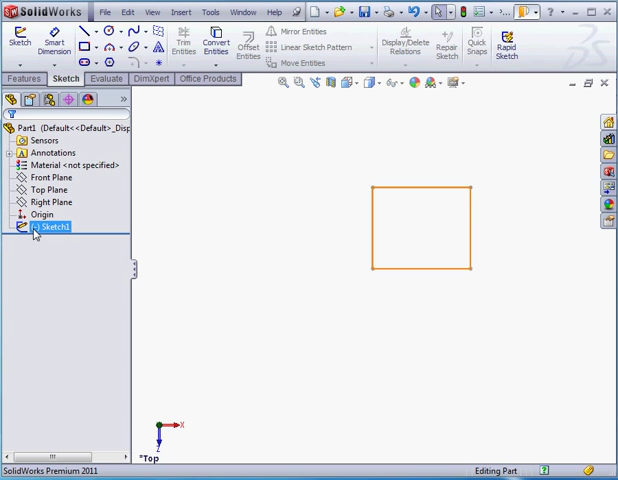 SolidWorks File Edit View Insert Tools Window Help
Sketch Smart Dimension Trim Entities Convert Entities Offset Entities Mirror Entities Linear Sketch Pattern Move Entities Display/Delete Relations Repair Sketch Quick Snaps Rapid Sketch
Features Sketch Evaluate DimXpert Office Products
Part1 (Default<<Default>_Disp
Sensors
Annotations
Material <not specified>
Front Plane
Top Plane
Right Plane
Origin
(-) Sketch1
X
Z
*Top
SolidWorks Premium 2011 Editing Part